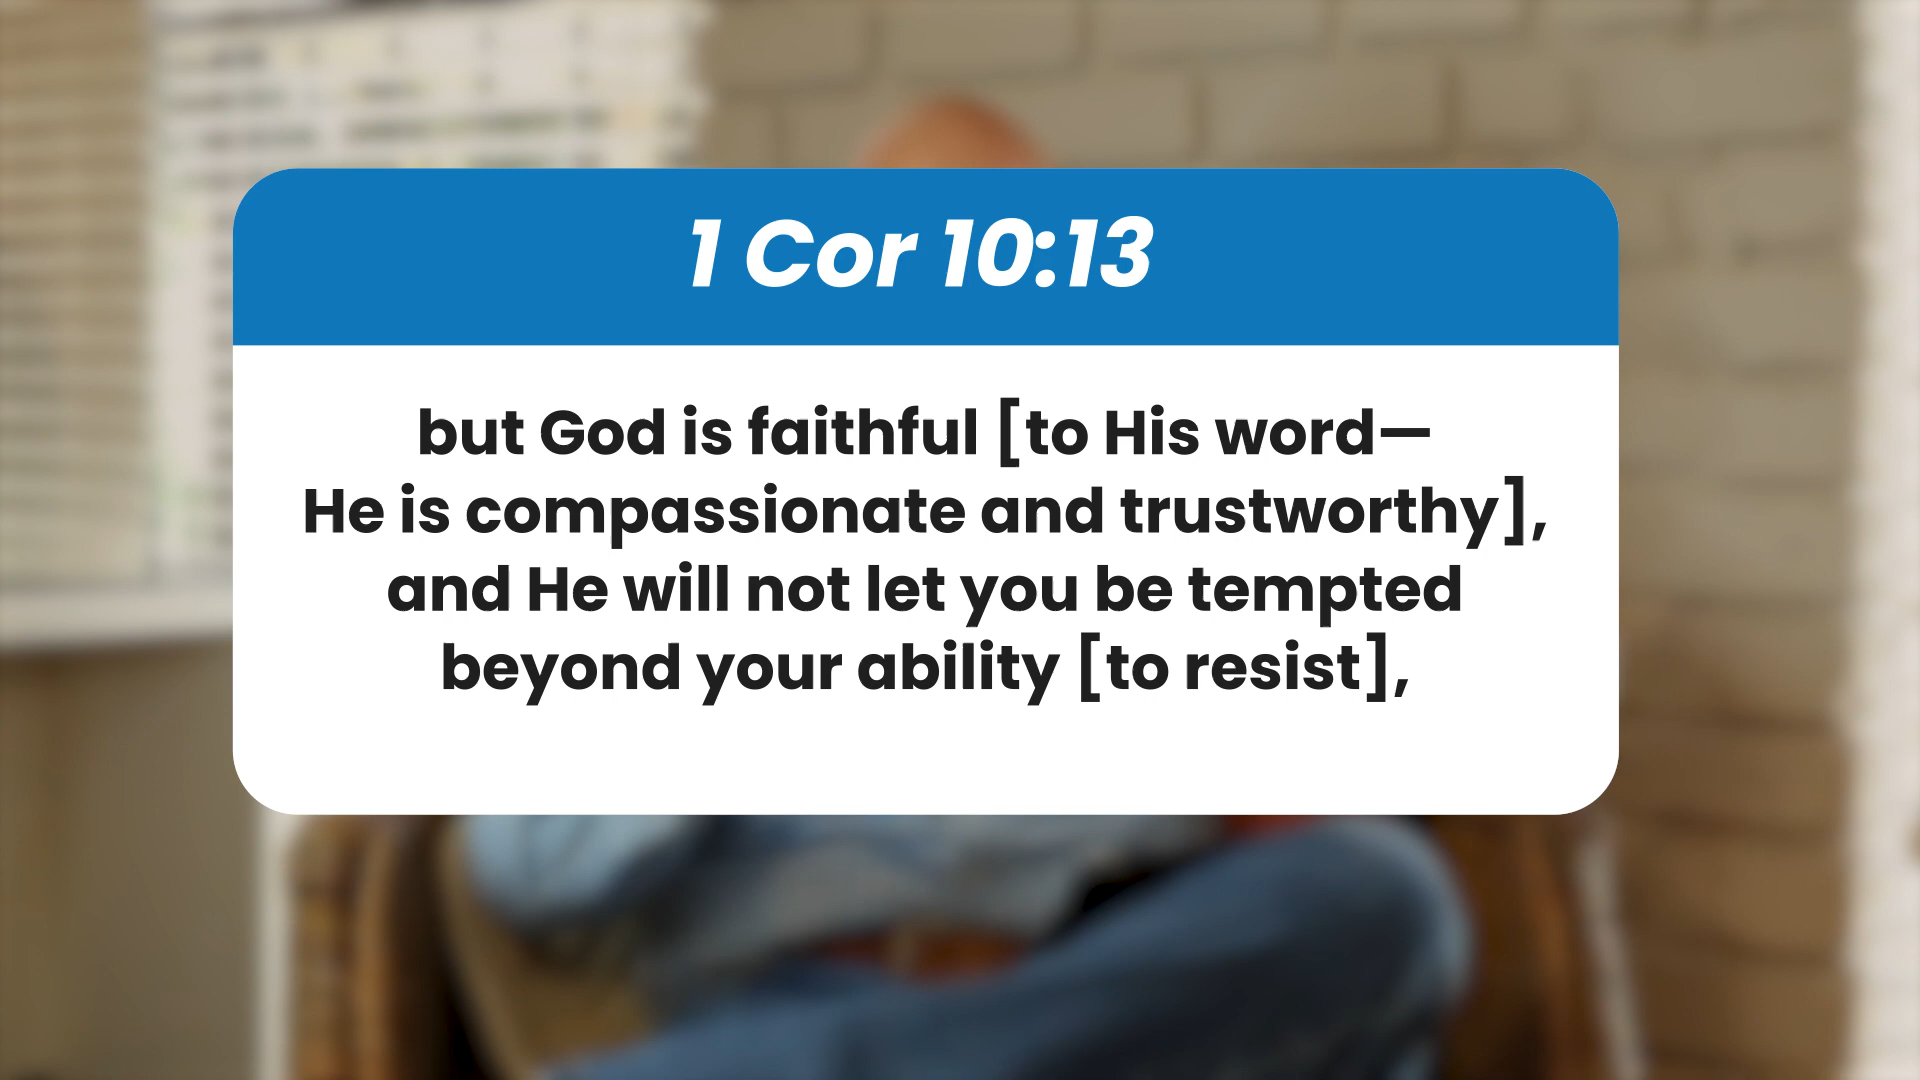 1 Cor 10:13
but God is faithful [to His word—
He is compassionate and trustworthy],
and He will not let you be tempted
beyond your ability [to resist],